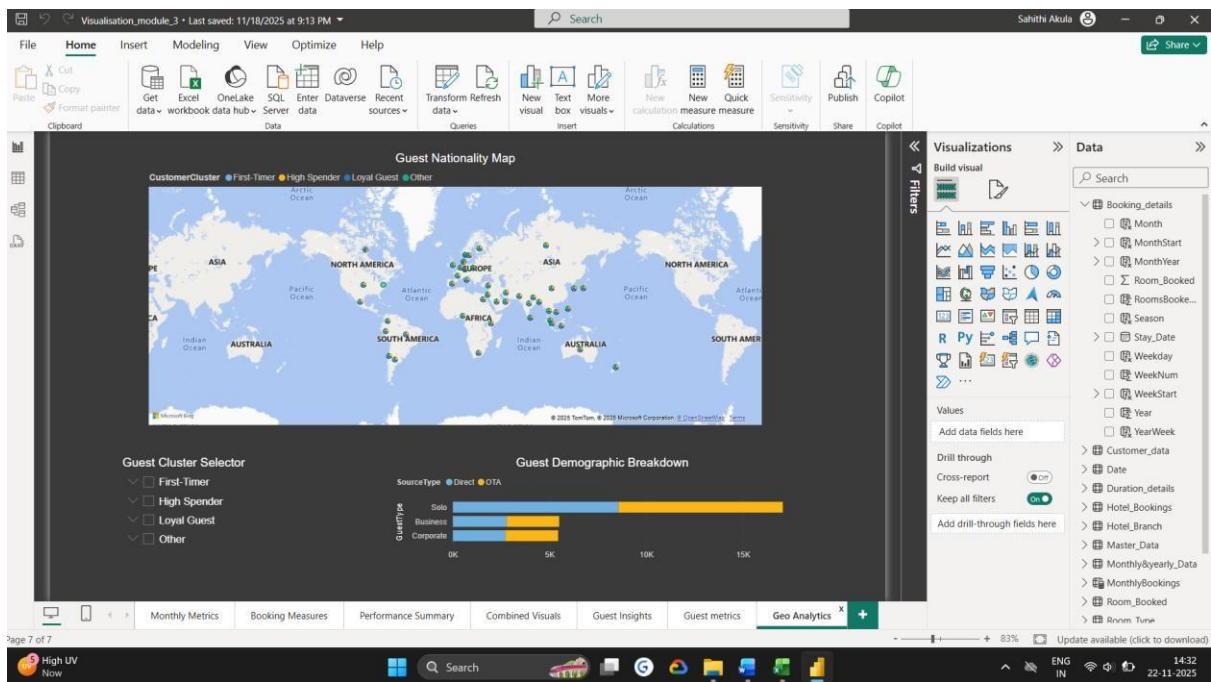 Visualisation_module_3 • Last saved: 11/18/2025 at 9:13 PM
Search
Sahithi Akula
File Home Insert Modeling View Optimize Help
Share
Paste
Cut
Copy
Format painter
Get data
Excel workbook
OneLake data hub
SQL Server
Enter data
Dataverse
Recent sources
Transform data
Refresh
New visual
Text box
More visuals
New calculation
New measure
Quick measure
Sensitivity
Publish
Copilot
Clipboard Data Queries Insert Calculations Sensitivity Share Copilot
Guest Nationality Map
CustomerCluster First-Timer High Spender Loyal Guest Other
Arctic Ocean
Arctic Ocean
PE
ASIA
NORTH AMERICA
EUROPE
ASIA
NORTH AMERICA
Pacific Ocean
Atlantic Ocean
Pacific Ocean
Atlantic Ocean
CA
AFRICA
Indian Ocean
AUSTRALIA
SOUTH AMERICA
Indian Ocean
AUSTRALIA
SOUTH AMER
Microsoft Bing
© 2025 TomTom, © 2025 Microsoft Corporation, © OpenStreetMap Terms
Guest Cluster Selector
First-Timer
High Spender
Loyal Guest
Other
Guest Demographic Breakdown
SourceType Direct OTA
GuestType
Solo
Business
Corporate
0K 5K 10K 15K
Filters
Visualizations
Build visual
R Py
Values
Add data fields here
Drill through
Cross-report Off
Keep all filters On
Add drill-through fields here
Data
Search
Booking_details
Month
MonthStart
MonthYear
Room_Booked
RoomsBooke...
Season
Stay_Date
Weekday
WeekNum
WeekStart
Year
YearWeek
Customer_data
Date
Duration_details
Hotel_Bookings
Hotel_Branch
Master_Data
Monthly&yearly_Data
MonthlyBookings
Room_Booked
Room_Type
Monthly Metrics Booking Measures Performance Summary Combined Visuals Guest Insights Guest metrics Geo Analytics
Page 7 of 7
83%
Update available (click to download)
5
High UV
Now
Search
ENG
IN
14:32
22-11-2025